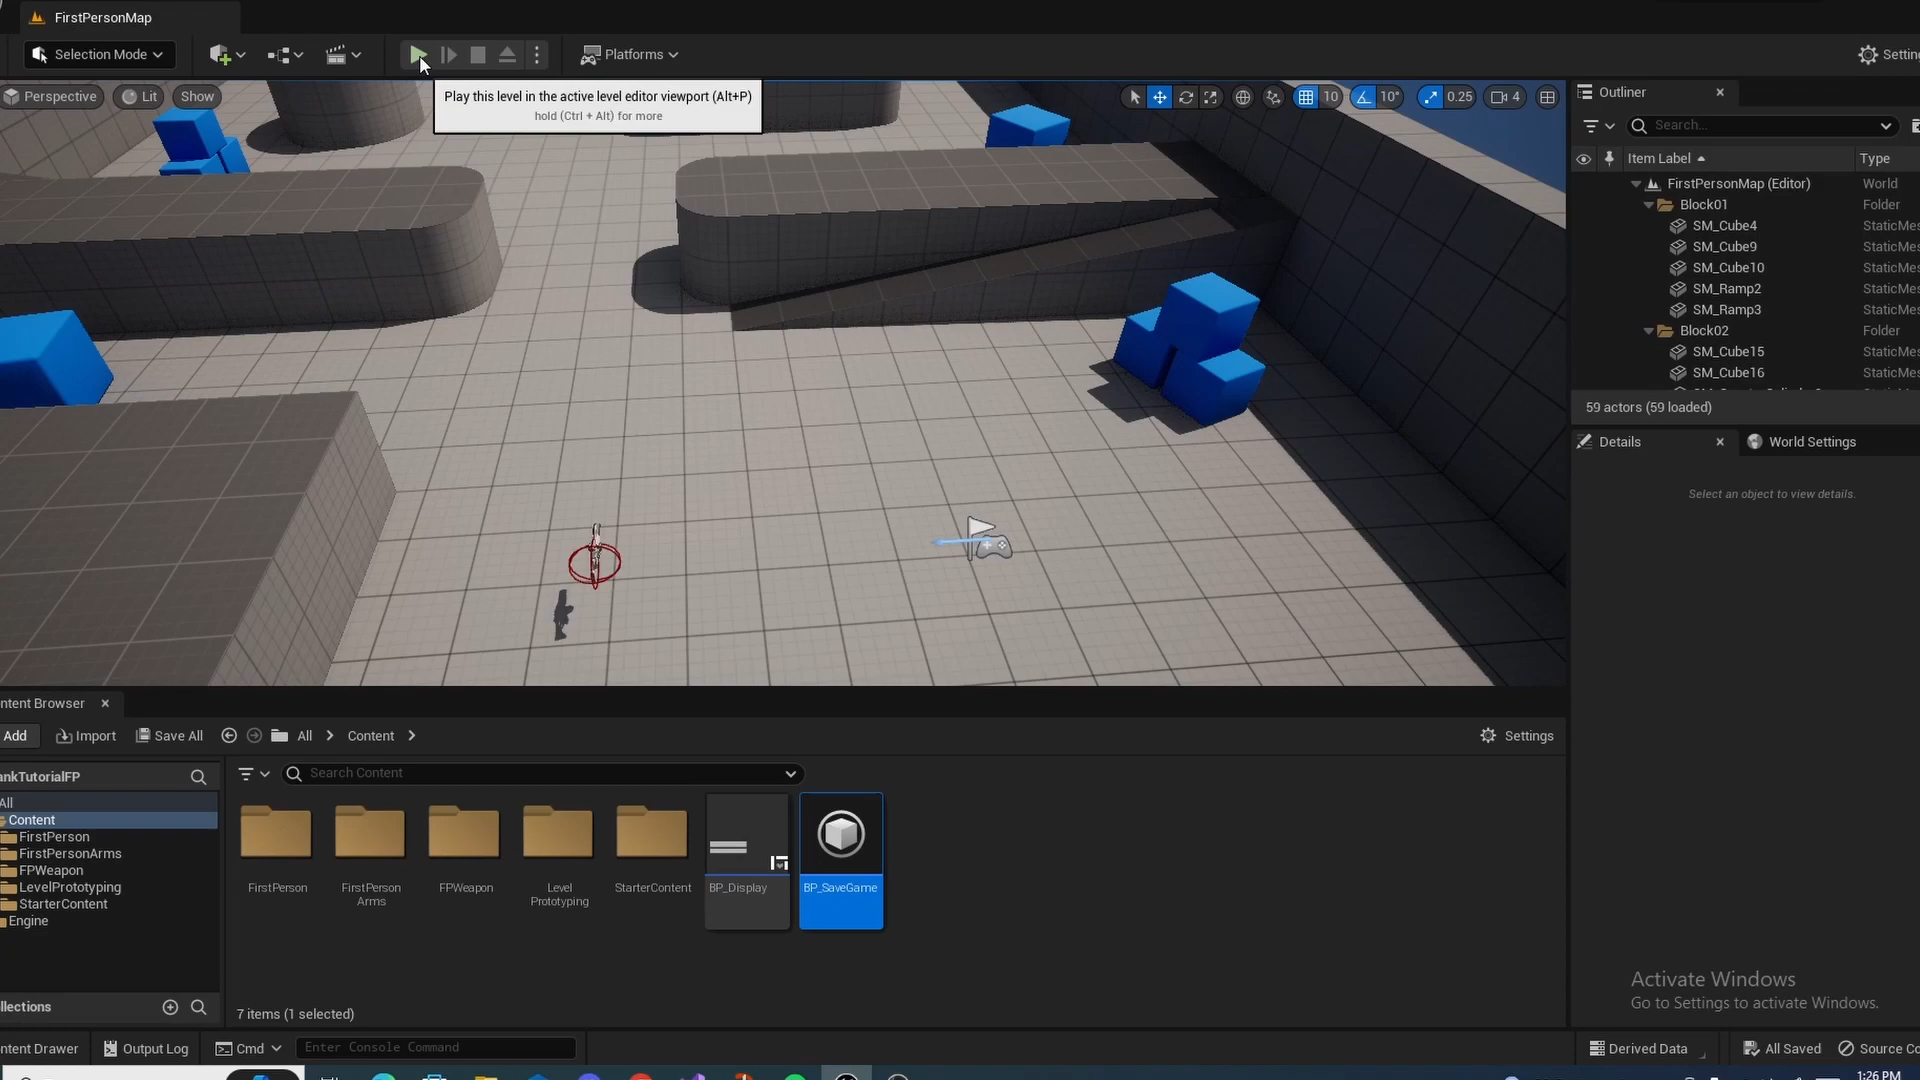 FirstPersonMap
Selection Mode
Platforms
Settin
Perspective
Lit
Show
Play this level in the active level editor viewport (Alt+P)
hold (Ctrl + Alt) for more
10
10°
0.25
4
Outliner
Search...
Item Label
Type
FirstPersonMap (Editor)
World
Block01
Folder
SM_Cube4
StaticMes
SM_Cube9
StaticMes
SM_Cube10
StaticMes
SM_Ramp2
StaticMes
SM_Ramp3
StaticMes
Block02
Folder
SM_Cube15
StaticMes
SM_Cube16
StaticMes
59 actors (59 loaded)
Details
World Settings
Select an object to view details.
ntent Browser
Add
Import
Save All
All
Content
Settings
ankTutorialFP
Search Content
All
Content
FirstPerson
FirstPersonArms
FPWeapon
LevelPrototyping
StarterContent
Engine
FirstPerson
FirstPerson
Arms
FPWeapon
Level
Prototyping
StarterContent
BP_Display
BP_SaveGame
llections
7 items (1 selected)
Activate Windows
Go to Settings to activate Windows.
ntent Drawer
Output Log
Cmd
Enter Console Command
Derived Data
All Saved
Source Co
1:26 PM